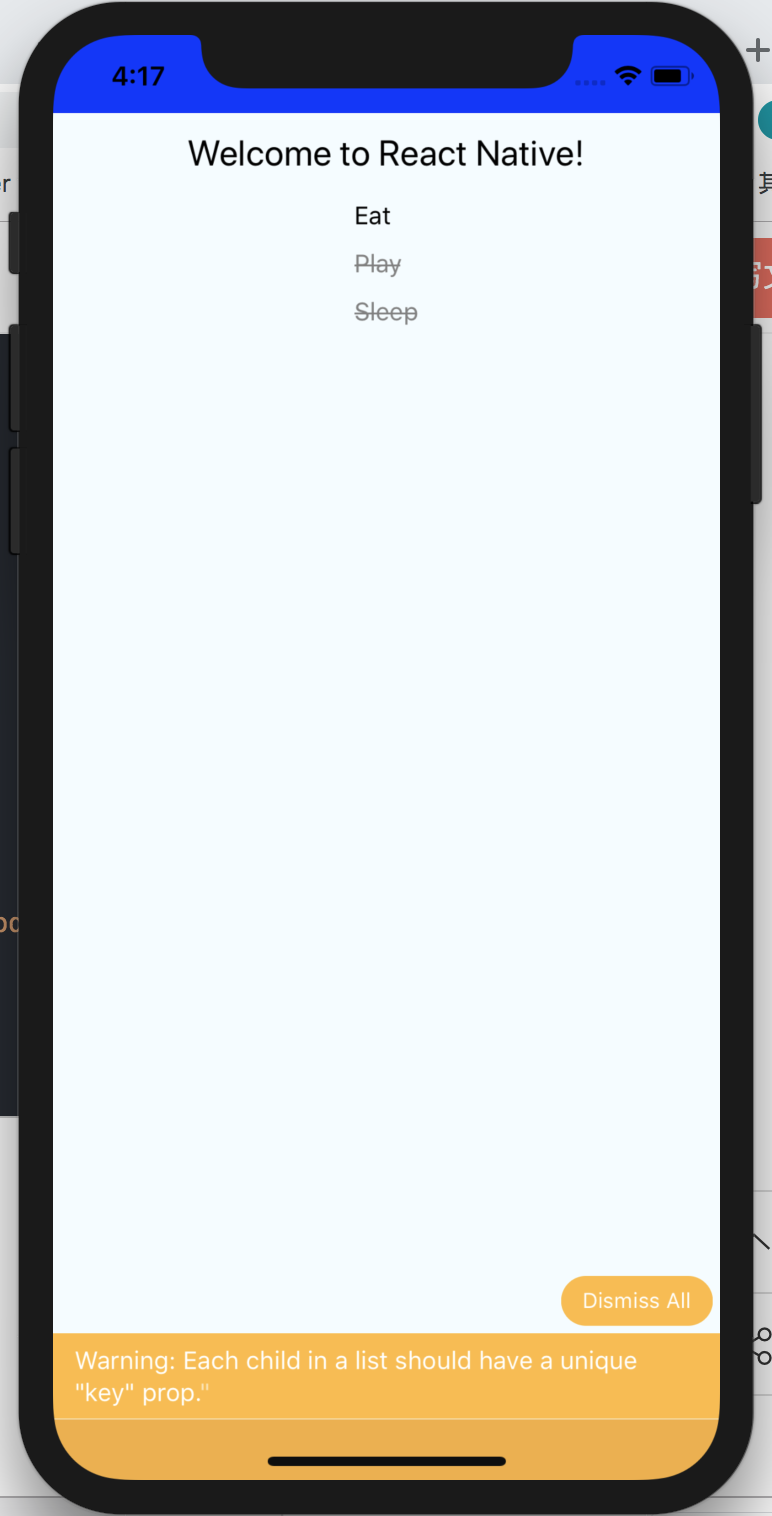 4:17
Welcome to React Native!
Eat
Play
Sleep
Dismiss All
Warning: Each child in a list should have a unique
"key" prop."